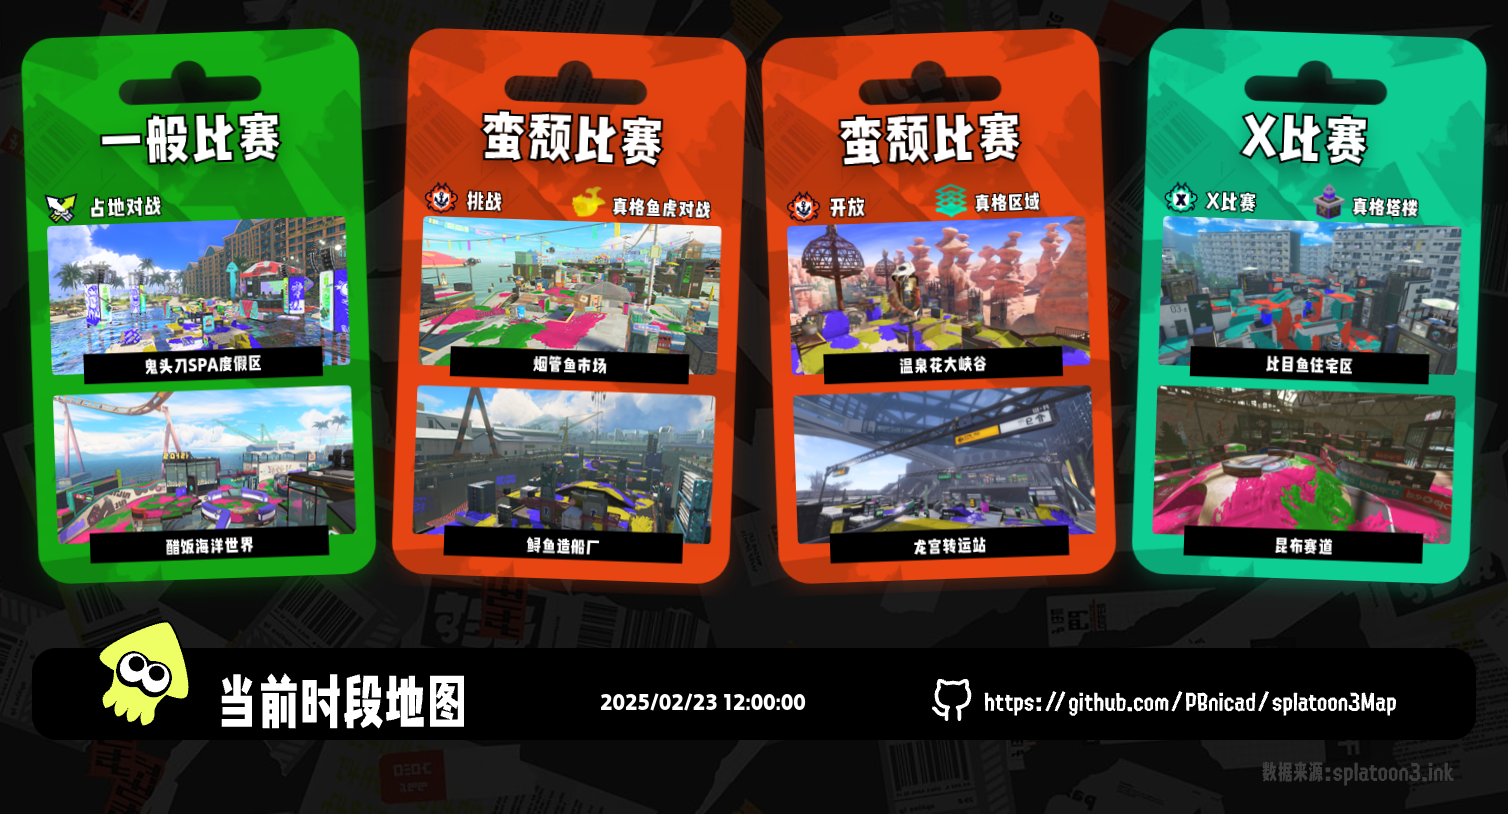 一般比赛
占地对战
鬼头刀SPA度假区
醋饭海洋世界
蛮颓比赛
挑战
真格鱼虎对战
烟管鱼市场
鲟鱼造船厂
蛮颓比赛
开放
真格区域
温泉花大峡谷
龙宫转运站
X比赛
X比赛
真格塔楼
比目鱼住宅区
昆布赛道
当前时段地图
2025/02/23 12:00:00
https://github.com/PBnicad/splatoon3Map
数据来源:splatoon3.ink